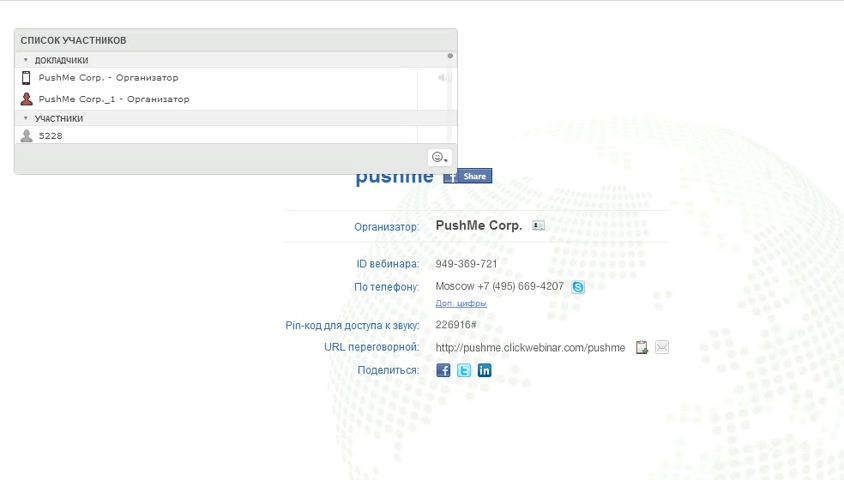 СПИСОК УЧАСТНИКОВ
ДОКЛАДЧИКИ
PushMe Corp. - Организатор
PushMe Corp._1 - Организатор
УЧАСТНИКИ
5228
pushme
f Share
Организатор: PushMe Corp.
ID вебинара: 949-369-721
По телефону: Moscow +7 (495) 669-4207
Доп. цифры
Pin-код для доступа к звуку: 226916#
URL переговорной: http://pushme.clickwebinar.com/pushme
Поделиться: